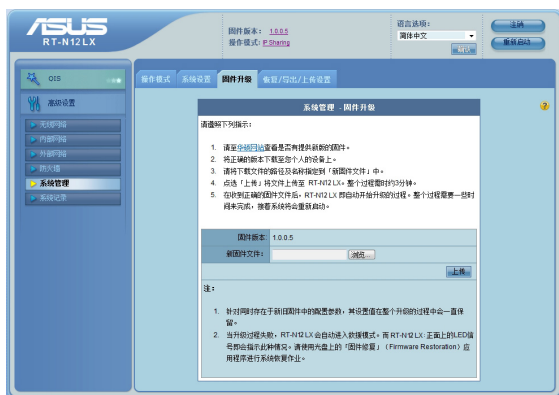 ASUS
RT-N12LX
固件版本： 1.0.0.5
操作模式： IP Sharing
语言选项：
简体中文
注销
重新启动
QIS
高级设置
无线网络
内部网络
外部网络
防火墙
系统管理
系统记录
操作模式 系统设置 固件升级 恢复/导出/上传设置
系统管理 - 固件升级
请遵照下列指示：
1. 请至华硕网站查看是否有提供新版的固件。
2. 将正确的版本下载至您个人的设备上。
3. 请将下载文件的路径及名称指定到「新固件文件」中。
4. 点选「上传」将文件上传至 RT-N12LX。整个过程需时约3分钟。
5. 在收到正确的固件文件后，RT-N12LX 即自动开始升级的过程。整个过程需要一些时
间来完成，接着系统将会重新启动。
固件版本: 1.0.0.5
新固件文件：
浏览...
上传
注：
1. 针对同时存在于新旧固件中的配置参数，其设置值在整个升级的过程中会一直保
留。
2. 当升级过程失败，RT-N12LX会自动进入救援模式。而 RT-N12LX 正面上的LED信
号即会指示此种情况。请使用光盘上的「固件修复」（Firmware Restoration）应
用程序进行系统恢复作业。